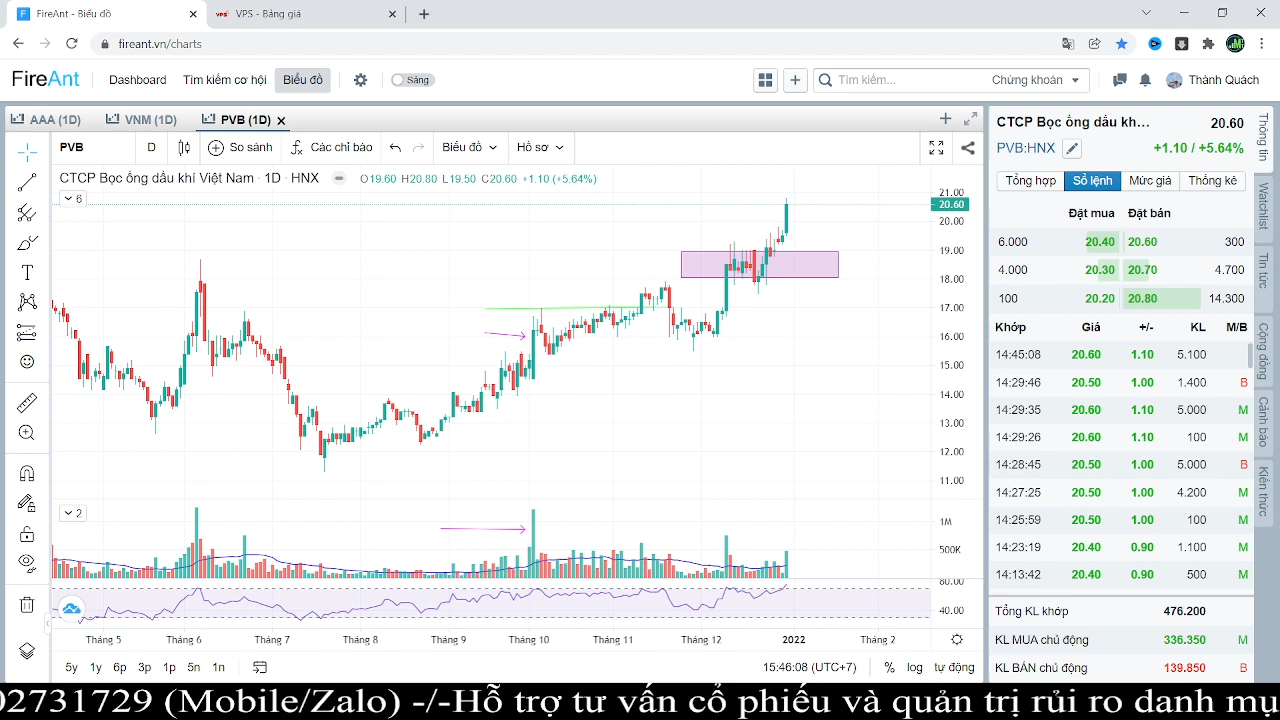 FireAnt - Biểu đồ
VPS - Bảng giá
fireant.vn/charts
FireAnt Dashboard Tìm kiếm cơ hội Biểu đồ Sáng Tìm kiếm... Chứng khoán Thành Quách
AAA (1D) VNM (1D) PVB (1D)
PVB D So sánh Các chỉ báo Biểu đồ Hồ sơ
CTCP Bọc ống dầu khí Việt Nam · 1D · HNX O19.60 H20.80 L19.50 C20.60 +1.10 (+5.64%)
6
21.00
20.60
20.00
19.00
18.00
17.00
16.00
15.00
14.00
13.00
12.00
11.00
2
1M
500K
80.00
40.00
Tháng 5 Tháng 6 Tháng 7 Tháng 8 Tháng 9 Tháng 10 Tháng 11 Tháng 12 2022 Tháng 2
5y 1y 6p 3p 1p 5n 1n 15:46:08 (UTC+7) % log tự động
CTCP Bọc ống dầu kh... 20.60
PVB:HNX +1.10 / +5.64%
Tổng hợp Sổ lệnh Mức giá Thống kê
Đặt mua Đặt bán
6.000 20.40 20.60 300
4.000 20.30 20.70 4.700
100 20.20 20.80 14.300
Khớp Giá +/- KL M/B
14:45:08 20.60 1.10 5.100
14:29:46 20.50 1.00 1.400 B
14:29:35 20.60 1.10 5.000 M
14:29:26 20.60 1.10 100 M
14:28:45 20.50 1.00 5.000 B
14:27:25 20.50 1.00 4.200 M
14:25:59 20.50 1.00 100 M
14:23:19 20.40 0.90 1.100 M
14:13:42 20.40 0.90 500 M
Tổng KL khớp 476.200
KL MUA chủ động 336.350 M
KL BÁN chủ động 139.850 B
Thông tin
Watchlist
Tin tức
Cộng đồng
Cảnh báo
Kiến thức
02731729 (Mobile/Zalo) -/-Hỗ trợ tư vấn cổ phiếu và quản trị rủi ro danh mụ